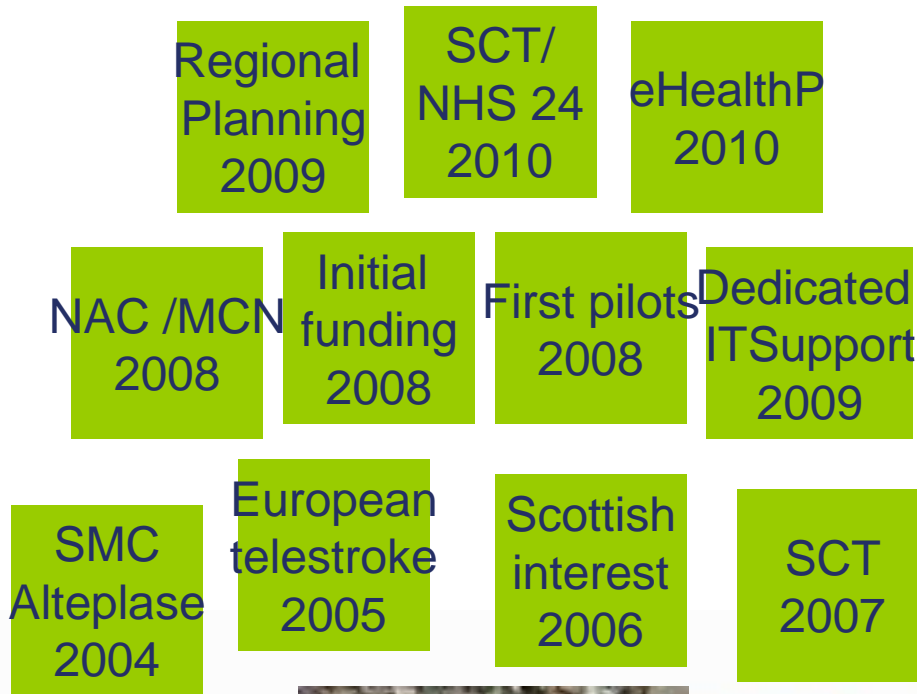 Regional
Planning
2009
SCT/
NHS 24
2010
eHealthP
2010
NAC /MCN
2008
Initial
funding
2008
First pilots
2008
Dedicated
ITSupport
2009
SMC
Alteplase
2004
European
telestroke
2005
Scottish
interest
2006
SCT
2007